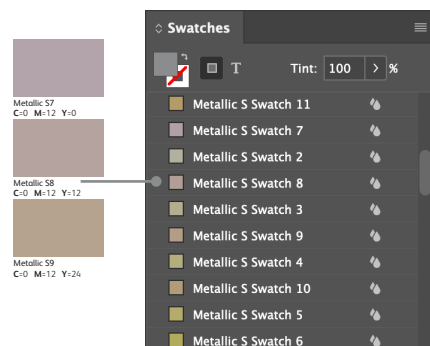 Metallic S7
C=0 M=12 Y=0
Metallic S8
C=0 M=12 Y=12
Metallic S9
C=0 M=12 Y=24
Swatches
T
Tint: 100 > %
Metallic S Swatch 11
Metallic S Swatch 7
Metallic S Swatch 2
Metallic S Swatch 8
Metallic S Swatch 3
Metallic S Swatch 9
Metallic S Swatch 4
Metallic S Swatch 10
Metallic S Swatch 5
Metallic S Swatch 6